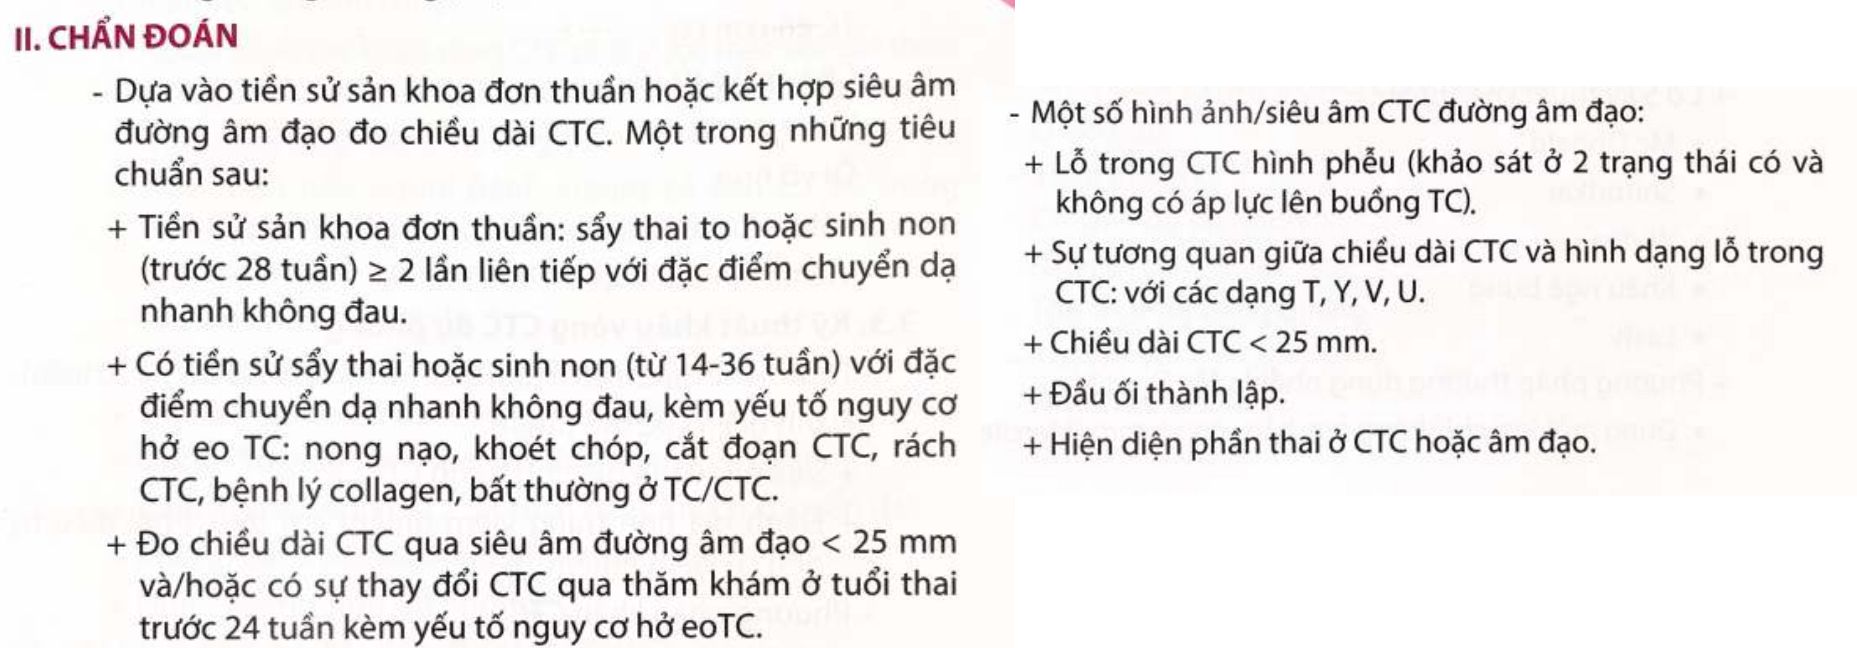 II. CHẨN ĐOÁN
- Dựa vào tiền sử sản khoa đơn thuần hoặc kết hợp siêu âm
đường âm đạo đo chiều dài CTC. Một trong những tiêu
chuẩn sau:
+ Tiền sử sản khoa đơn thuần: sẩy thai to hoặc sinh non
(trước 28 tuần) ≥ 2 lần liên tiếp với đặc điểm chuyển dạ
nhanh không đau.
+ Có tiền sử sẩy thai hoặc sinh non (từ 14-36 tuần) với đặc
điểm chuyển dạ nhanh không đau, kèm yếu tố nguy cơ
hở eo TC: nong nạo, khoét chóp, cắt đoạn CTC, rách
CTC, bệnh lý collagen, bất thường ở TC/CTC.
+ Đo chiều dài CTC qua siêu âm đường âm đạo < 25 mm
và/hoặc có sự thay đổi CTC qua thăm khám ở tuổi thai
trước 24 tuần kèm yếu tố nguy cơ hở eoTC.
- Một số hình ảnh/siêu âm CTC đường âm đạo:
+ Lỗ trong CTC hình phễu (khảo sát ở 2 trạng thái có và
không có áp lực lên buồng TC).
+ Sự tương quan giữa chiều dài CTC và hình dạng lỗ trong
CTC: với các dạng T, Y, V, U.
+ Chiều dài CTC < 25 mm.
+ Đầu ối thành lập.
+ Hiện diện phần thai ở CTC hoặc âm đạo.